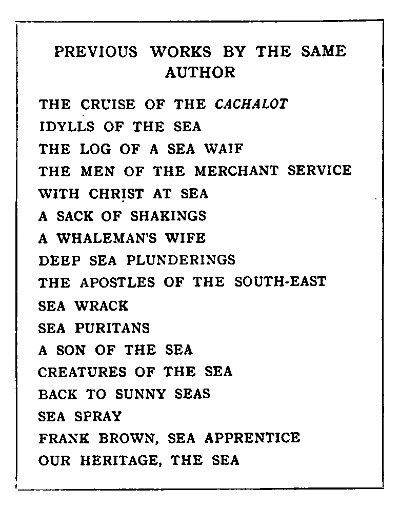 PREVIOUS WORKS BY THE SAME
AUTHOR
THE CRUISE OF THE CACHALOT
IDYLLS OF THE SEA
THE LOG OF A SEA WAIF
THE MEN OF THE MERCHANT SERVICE
WITH CHRIST AT SEA
A SACK OF SHAKINGS
A WHALEMAN'S WIFE
DEEP SEA PLUNDERINGS
THE APOSTLES OF THE SOUTH-EAST
SEA WRACK
SEA PURITANS
A SON OF THE SEA
CREATURES OF THE SEA
BACK TO SUNNY SEAS
SEA SPRAY
FRANK BROWN, SEA APPRENTICE
OUR HERITAGE, THE SEA